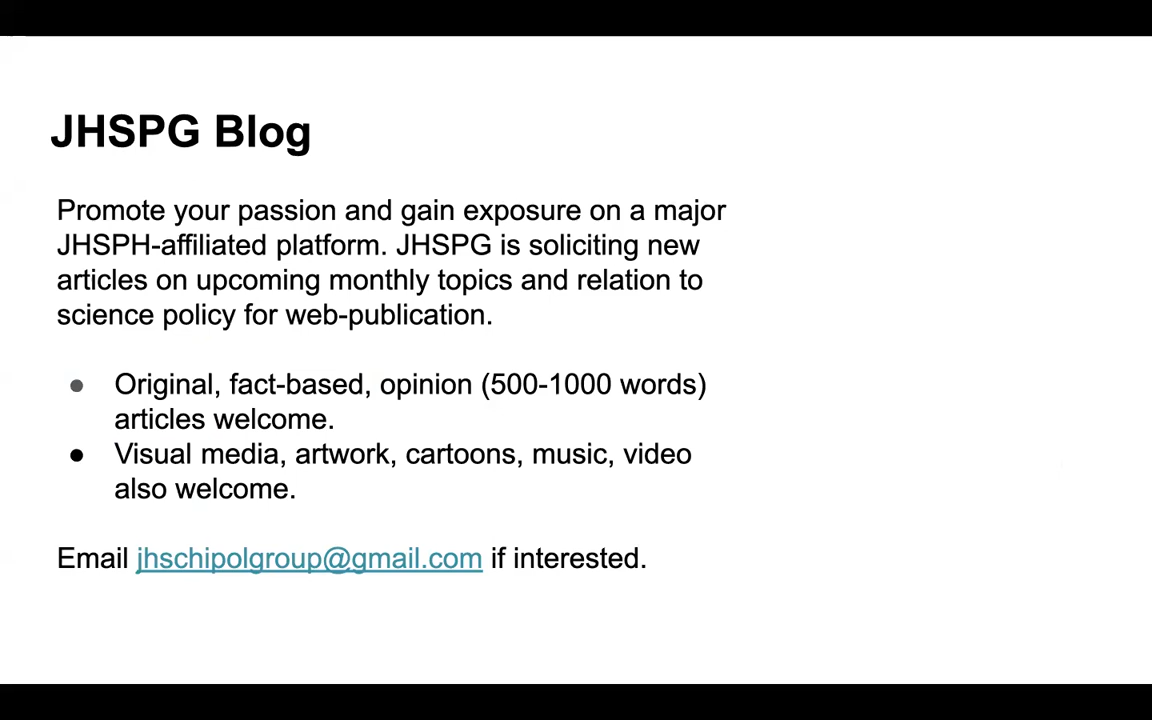 JHSPG Blog
Promote your passion and gain exposure on a major
JHSPH-affiliated platform. JHSPG is soliciting new
articles on upcoming monthly topics and relation to
science policy for web-publication.
● Original, fact-based, opinion (500-1000 words)
articles welcome.
● Visual media, artwork, cartoons, music, video
also welcome.
Email jhschipolgroup@gmail.com if interested.